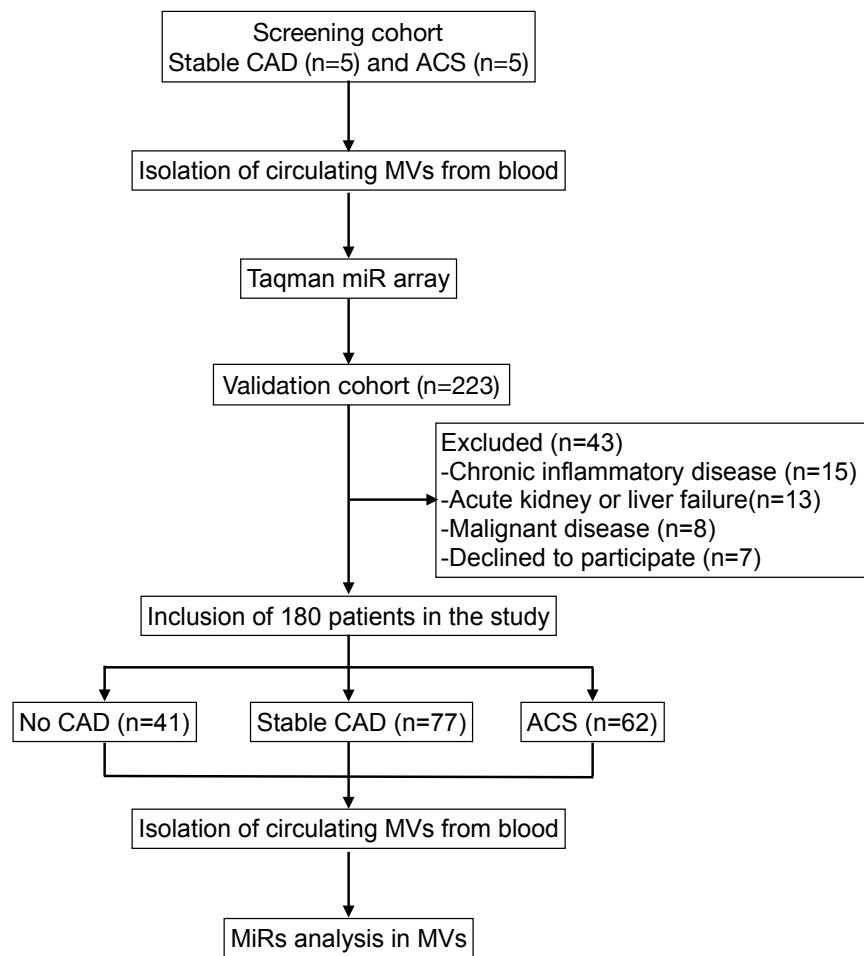 Screening cohort
Stable CAD (n=5) and ACS (n=5)
Isolation of circulating MVs from blood
Taqman miR array
Validation cohort (n=223)
Excluded (n=43)
-Chronic inflammatory disease (n=15)
-Acute kidney or liver failure(n=13)
-Malignant disease (n=8)
-Declined to participate (n=7)
Inclusion of 180 patients in the study
No CAD (n=41)
Stable CAD (n=77)
ACS (n=62)
Isolation of circulating MVs from blood
MiRs analysis in MVs